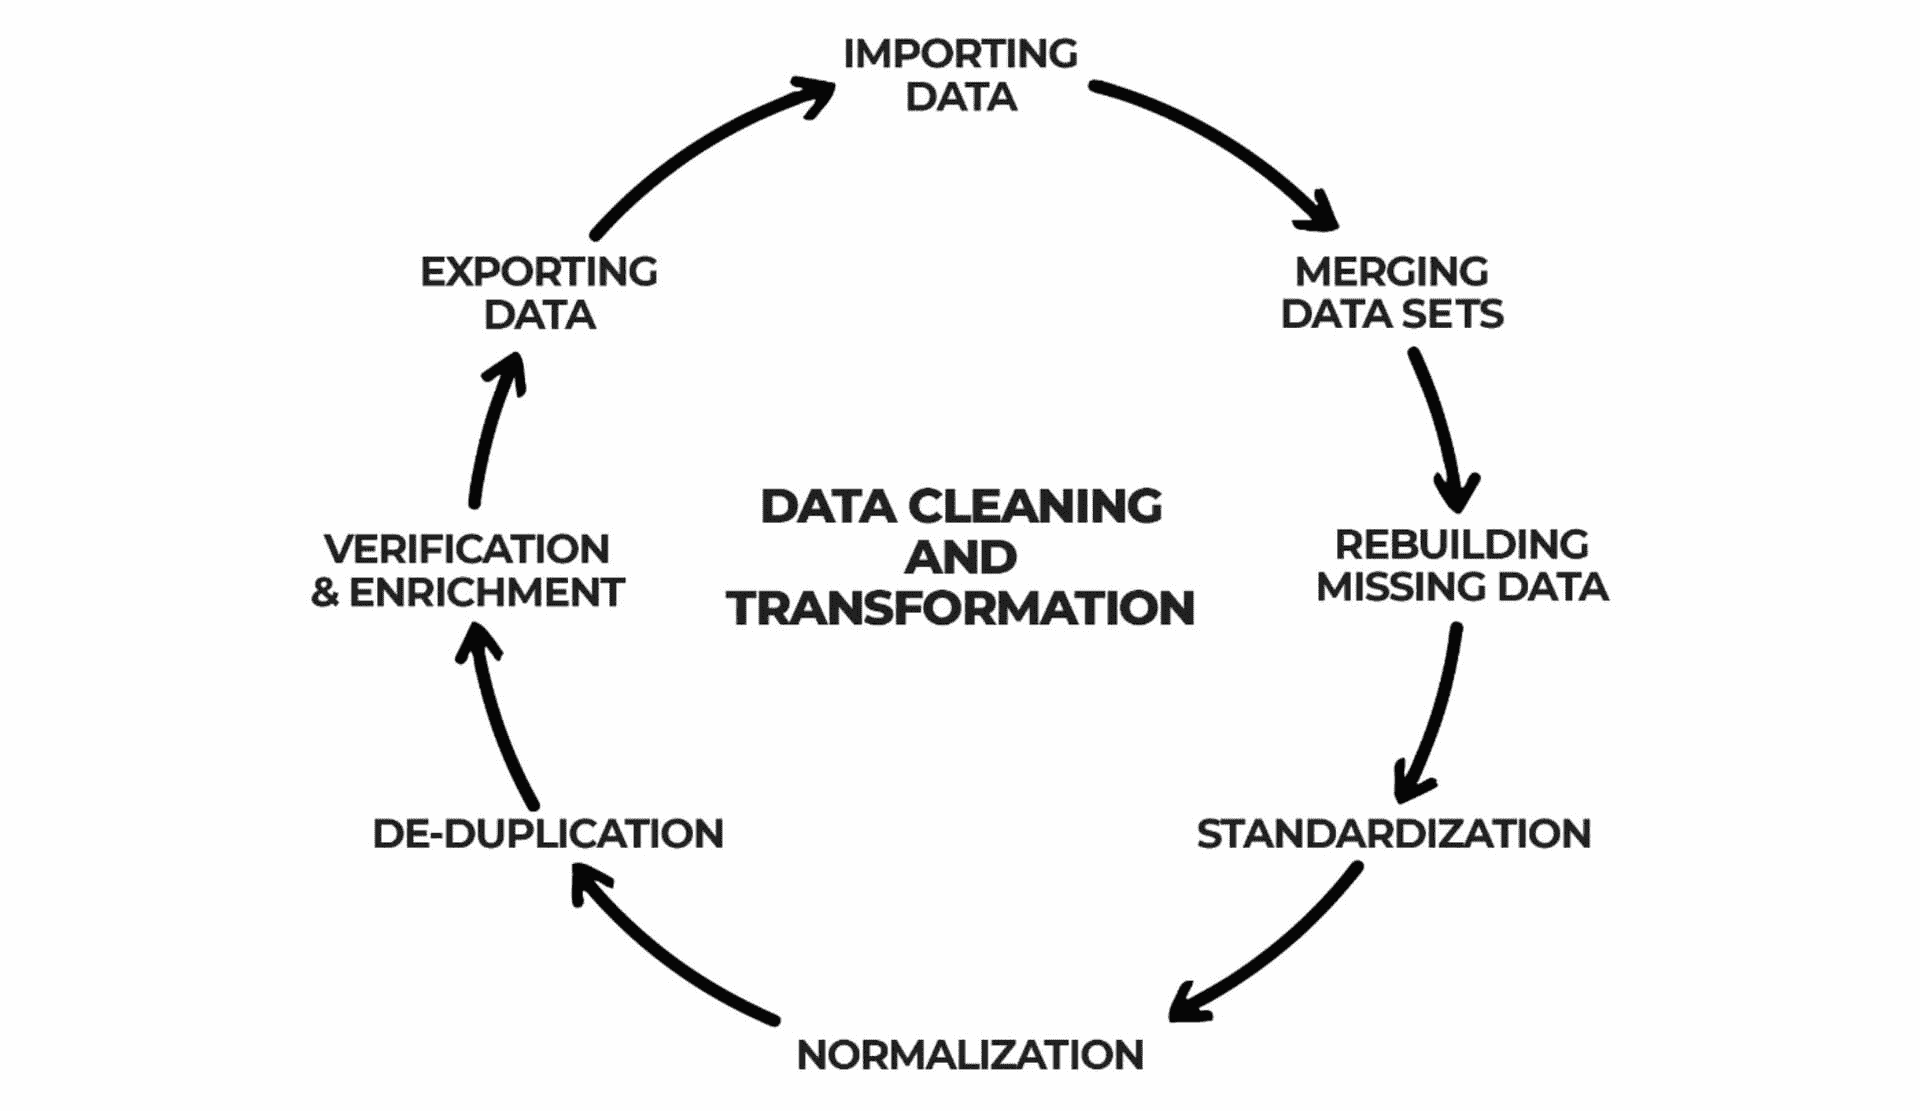 IMPORTING
DATA
MERGING
DATA SETS
REBUILDING
MISSING DATA
STANDARDIZATION
NORMALIZATION
DE-DUPLICATION
VERIFICATION
& ENRICHMENT
EXPORTING
DATA
DATA CLEANING
AND
TRANSFORMATION